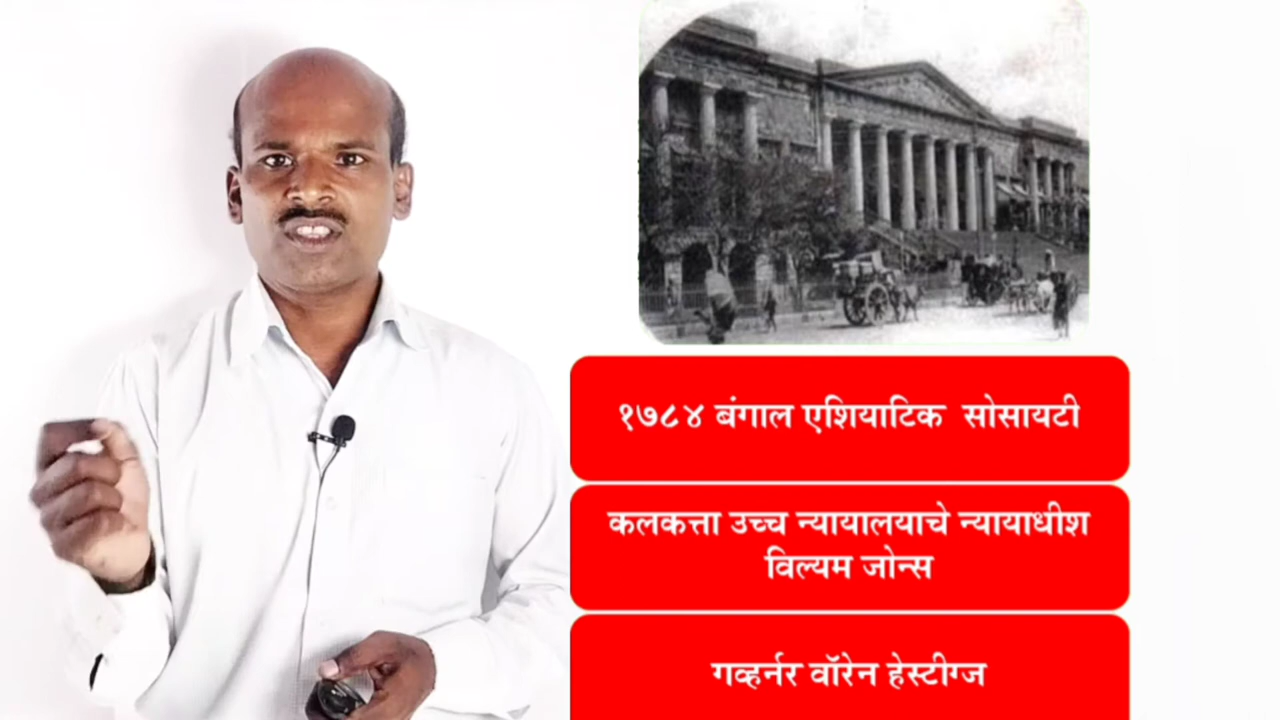 १७८४ बंगाल एशियाटिक सोसायटी
कलकत्ता उच्च न्यायालयाचे न्यायाधीश
विल्यम जोन्स
गव्हर्नर वॉरेन हेस्टीग्ज